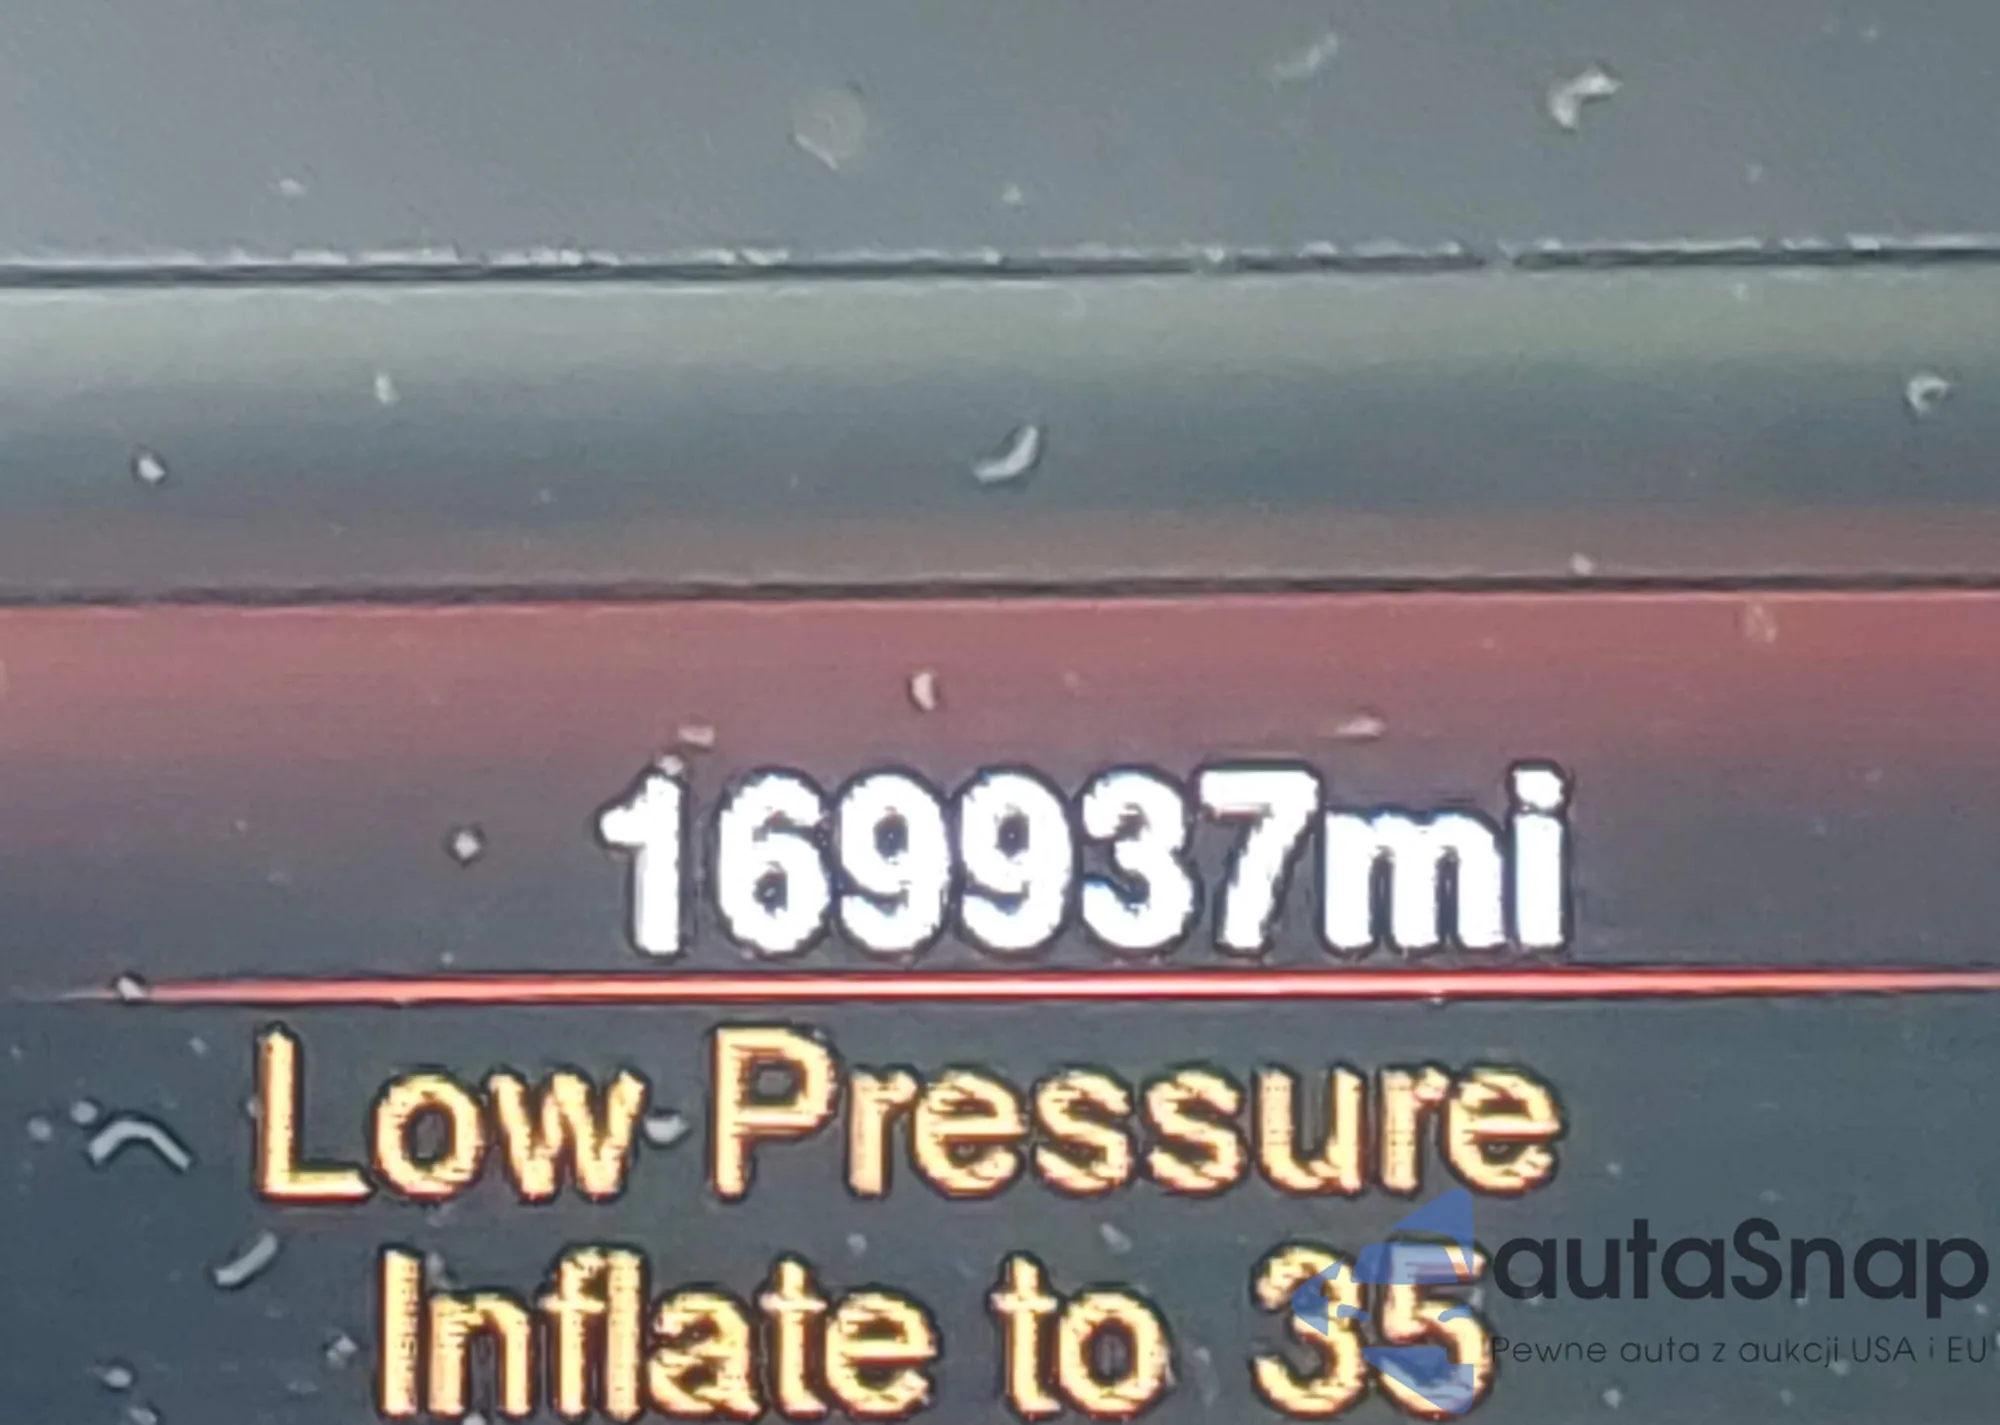 169937mi
Low Pressure
Inflate to 35
autaSnap
Pewne auta z aukcji USA i EU